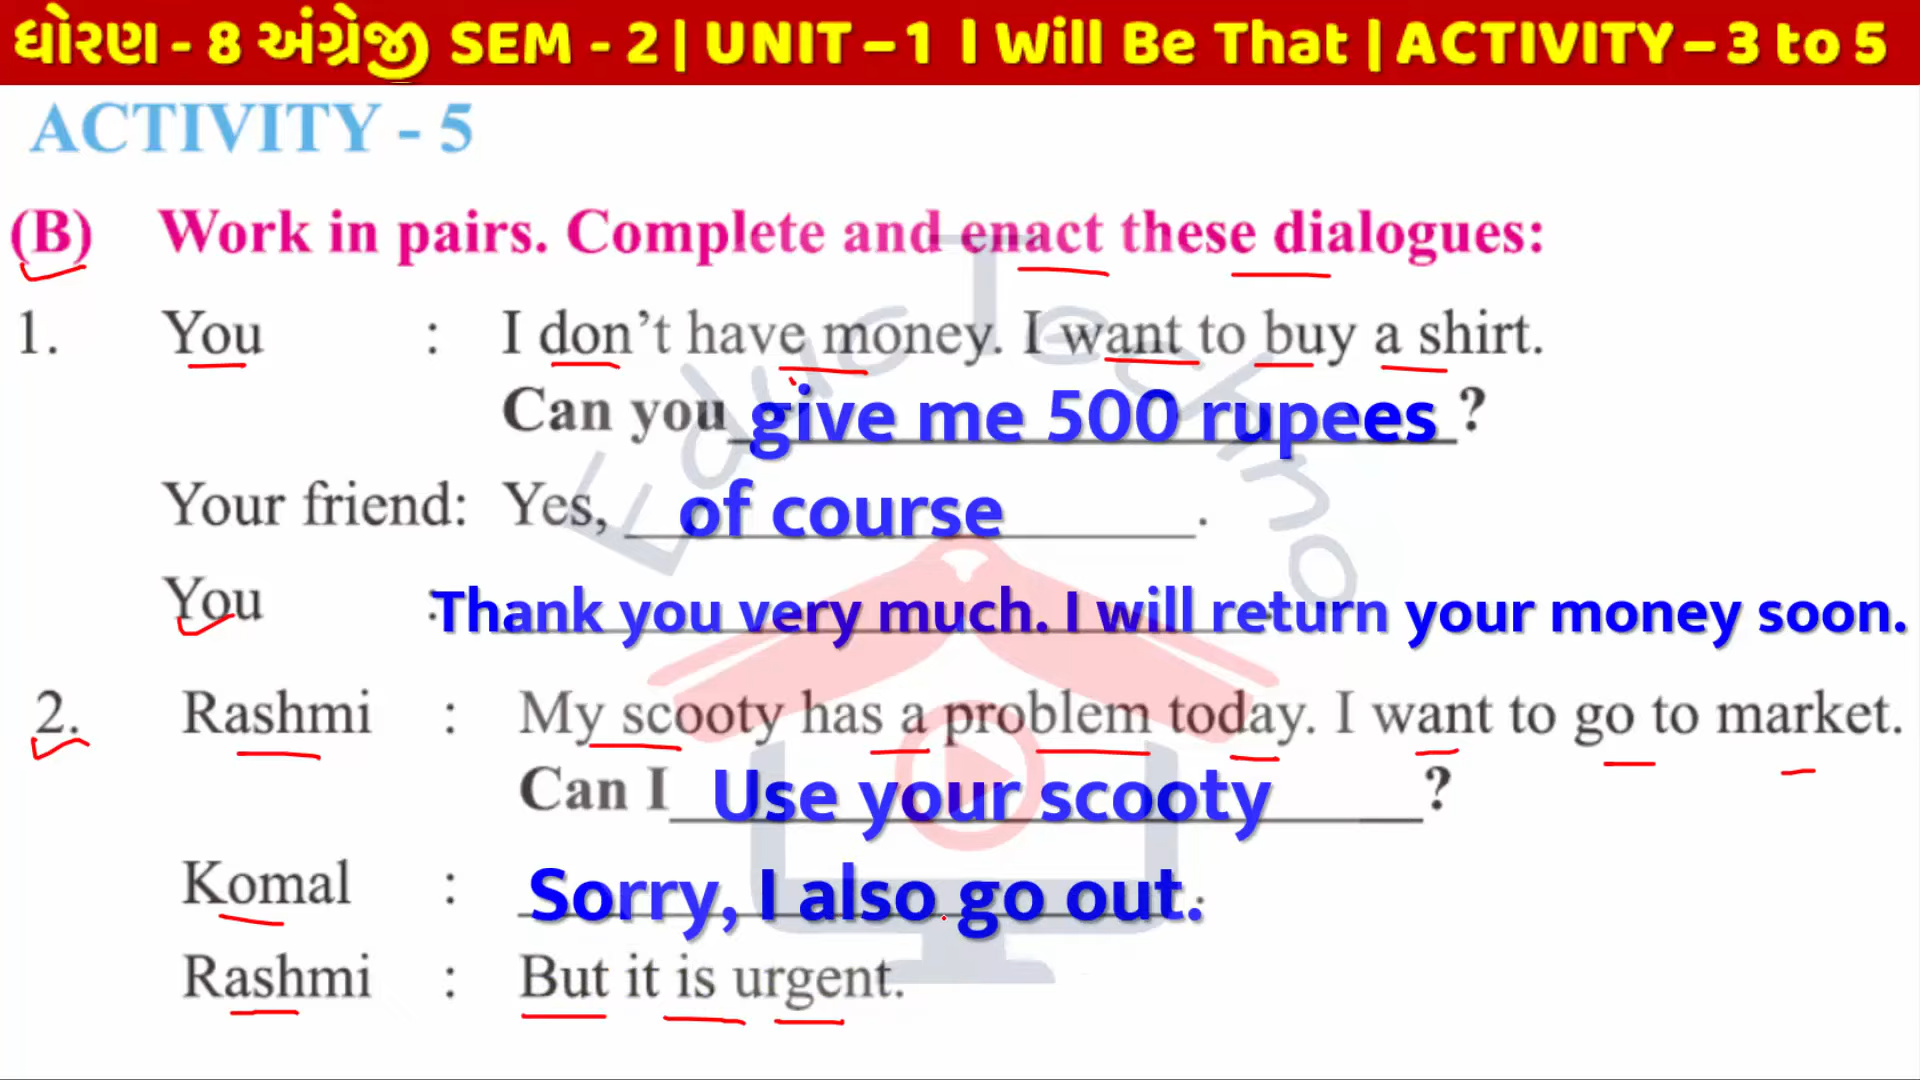 ધોરણ - 8 અંગ્રેજી SEM - 2 | UNIT – 1 I Will Be That | ACTIVITY – 3 to 5
ACTIVITY - 5
(B) Work in pairs. Complete and enact these dialogues:
1. You : I don't have money. I want to buy a shirt.
Can you give me 500 rupees ?
Your friend: Yes, of course .
You : Thank you very much. I will return your money soon.
2. Rashmi : My scooty has a problem today. I want to go to market.
Can I Use your scooty ?
Komal : Sorry, I also go out. .
Rashmi : But it is urgent.
Educ Techno